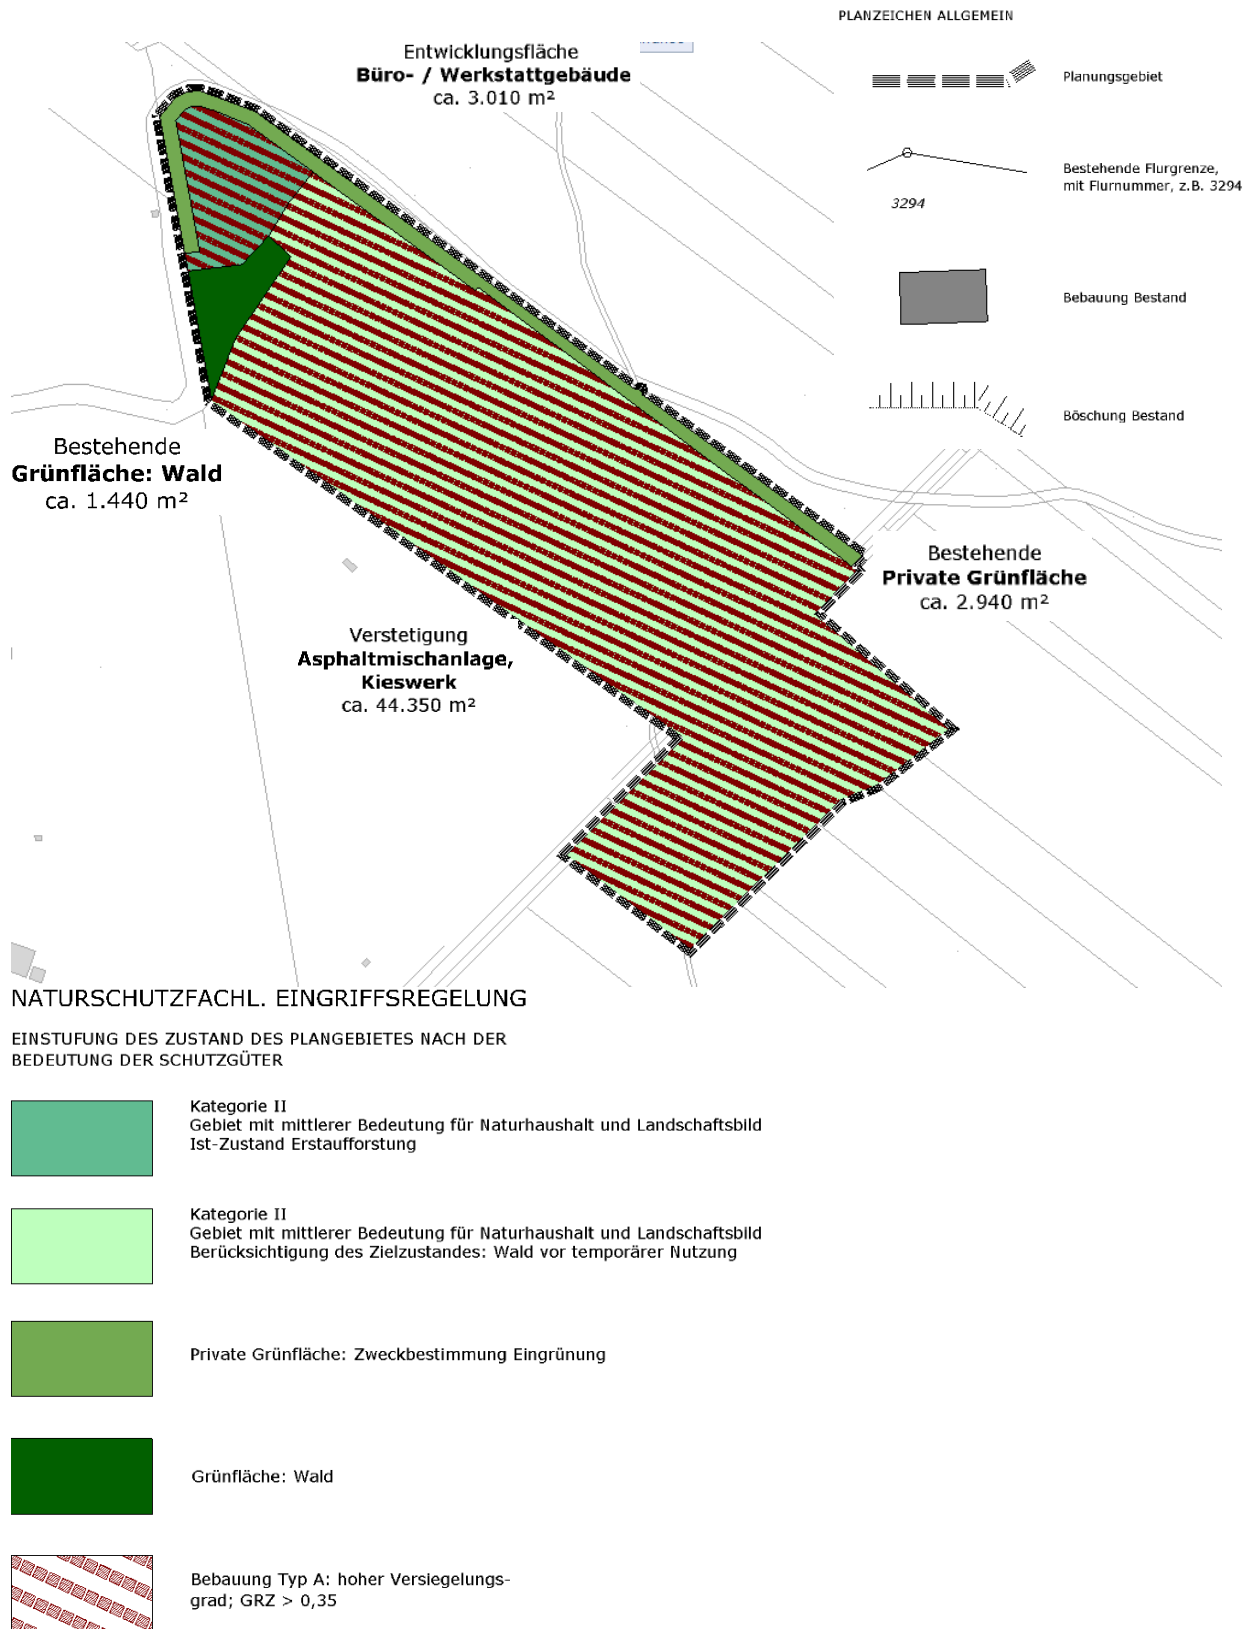 PLANZEICHEN ALLGEMEIN
Entwicklungsfläche
Büro- / Werkstattgebäude
ca. 3.010 m²
Planungsgebiet
Bestehende Flurgrenze,
mit Flurnummer, z.B. 3294
3294
Bebauung Bestand
Böschung Bestand
Bestehende
Grünfläche: Wald
ca. 1.440 m²
Bestehende
Private Grünfläche
ca. 2.940 m²
Verstetigung
Asphaltmischanlage,
Kieswerk
ca. 44.350 m²
NATURSCHUTZFACHL. EINGRIFFSREGELUNG
EINSTUFUNG DES ZUSTAND DES PLANGEBIETES NACH DER
BEDEUTUNG DER SCHUTZGÜTER
Kategorie II
Gebiet mit mittlerer Bedeutung für Naturhaushalt und Landschaftsbild
Ist-Zustand Erstaufforstung
Kategorie II
Gebiet mit mittlerer Bedeutung für Naturhaushalt und Landschaftsbild
Berücksichtigung des Zielzustandes: Wald vor temporärer Nutzung
Private Grünfläche: Zweckbestimmung Eingrünung
Grünfläche: Wald
Bebauung Typ A: hoher Versiegelungs-
grad; GRZ > 0,35